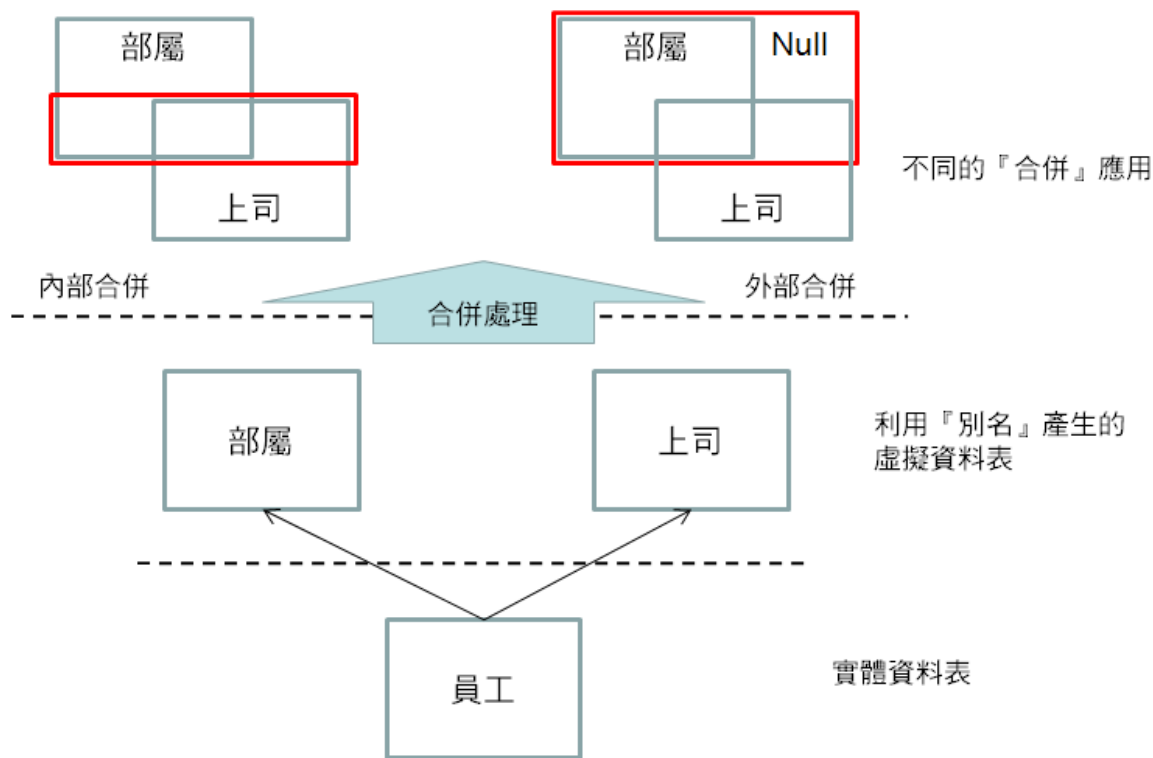 部屬
部屬
Null
不同的『合併』應用
上司
上司
內部合併
外部合併
合併處理
部屬
上司
利用『別名』產生的
虛擬資料表
員工
實體資料表